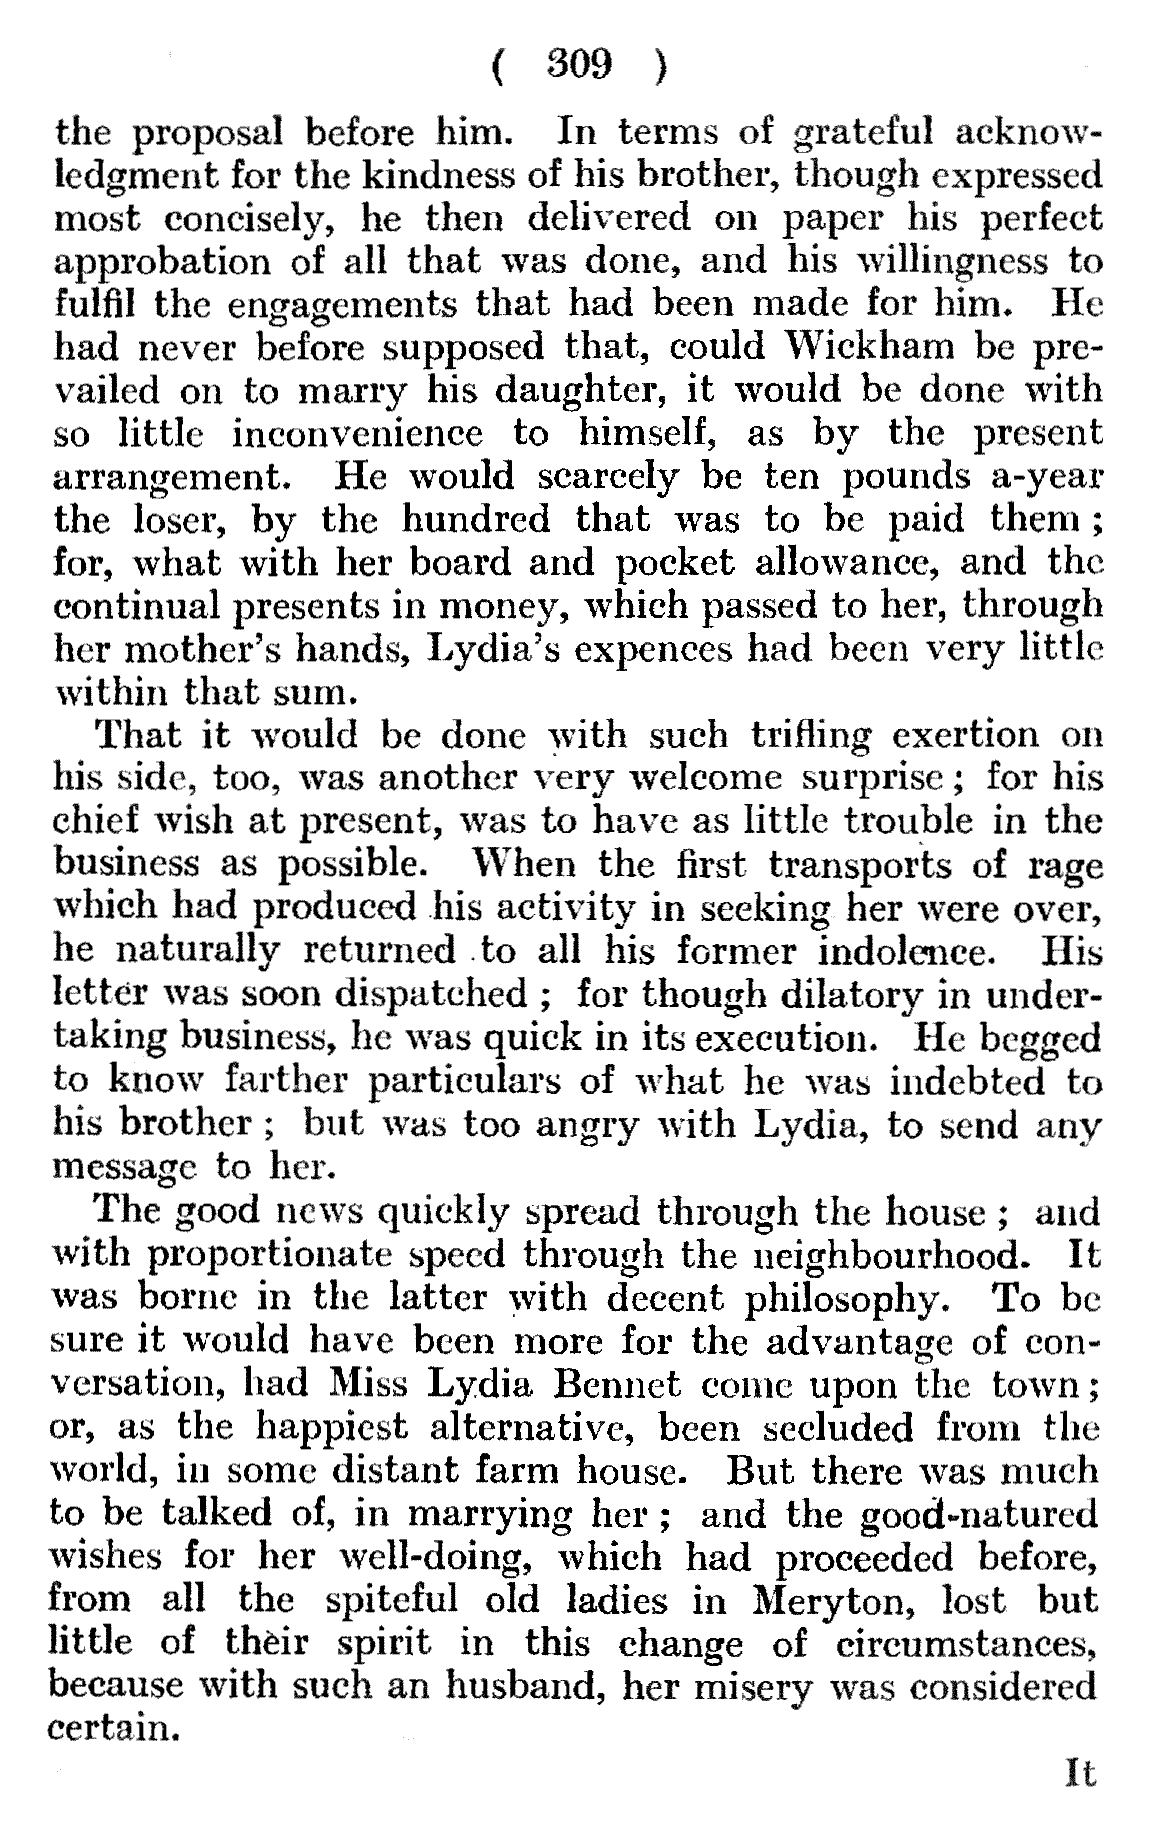 ( 309 )
the proposal before him. In terms of grateful acknow-
ledgment for the kindness of his brother, though expressed
most concisely, he then delivered on paper his perfect
approbation of all that was done, and his willingness to
fulfil the engagements that had been made for him. He
had never before supposed that, could Wickham be pre-
vailed on to marry his daughter, it would be done with
so little inconvenience to himself, as by the present
arrangement. He would scarcely be ten pounds a-year
the loser, by the hundred that was to be paid them ;
for, what with her board and pocket allowance, and the
continual presents in money, which passed to her, through
her mother's hands, Lydia's expences had been very little
within that sum.
That it would be done with such trifling exertion on
his side, too, was another very welcome surprise ; for his
chief wish at present, was to have as little trouble in the
business as possible. When the first transports of rage
which had produced his activity in seeking her were over,
he naturally returned to all his former indolence. His
letter was soon dispatched ; for though dilatory in under-
taking business, he was quick in its execution. He begged
to know farther particulars of what he was indebted to
his brother ; but was too angry with Lydia, to send any
message to her.
The good news quickly spread through the house ; and
with proportionate speed through the neighbourhood. It
was borne in the latter with decent philosophy. To be
sure it would have been more for the advantage of con-
versation, had Miss Lydia Bennet come upon the town ;
or, as the happiest alternative, been secluded from the
world, in some distant farm house. But there was much
to be talked of, in marrying her ; and the good-natured
wishes for her well-doing, which had proceeded before,
from all the spiteful old ladies in Meryton, lost but
little of their spirit in this change of circumstances,
because with such an husband, her misery was considered
certain.
It